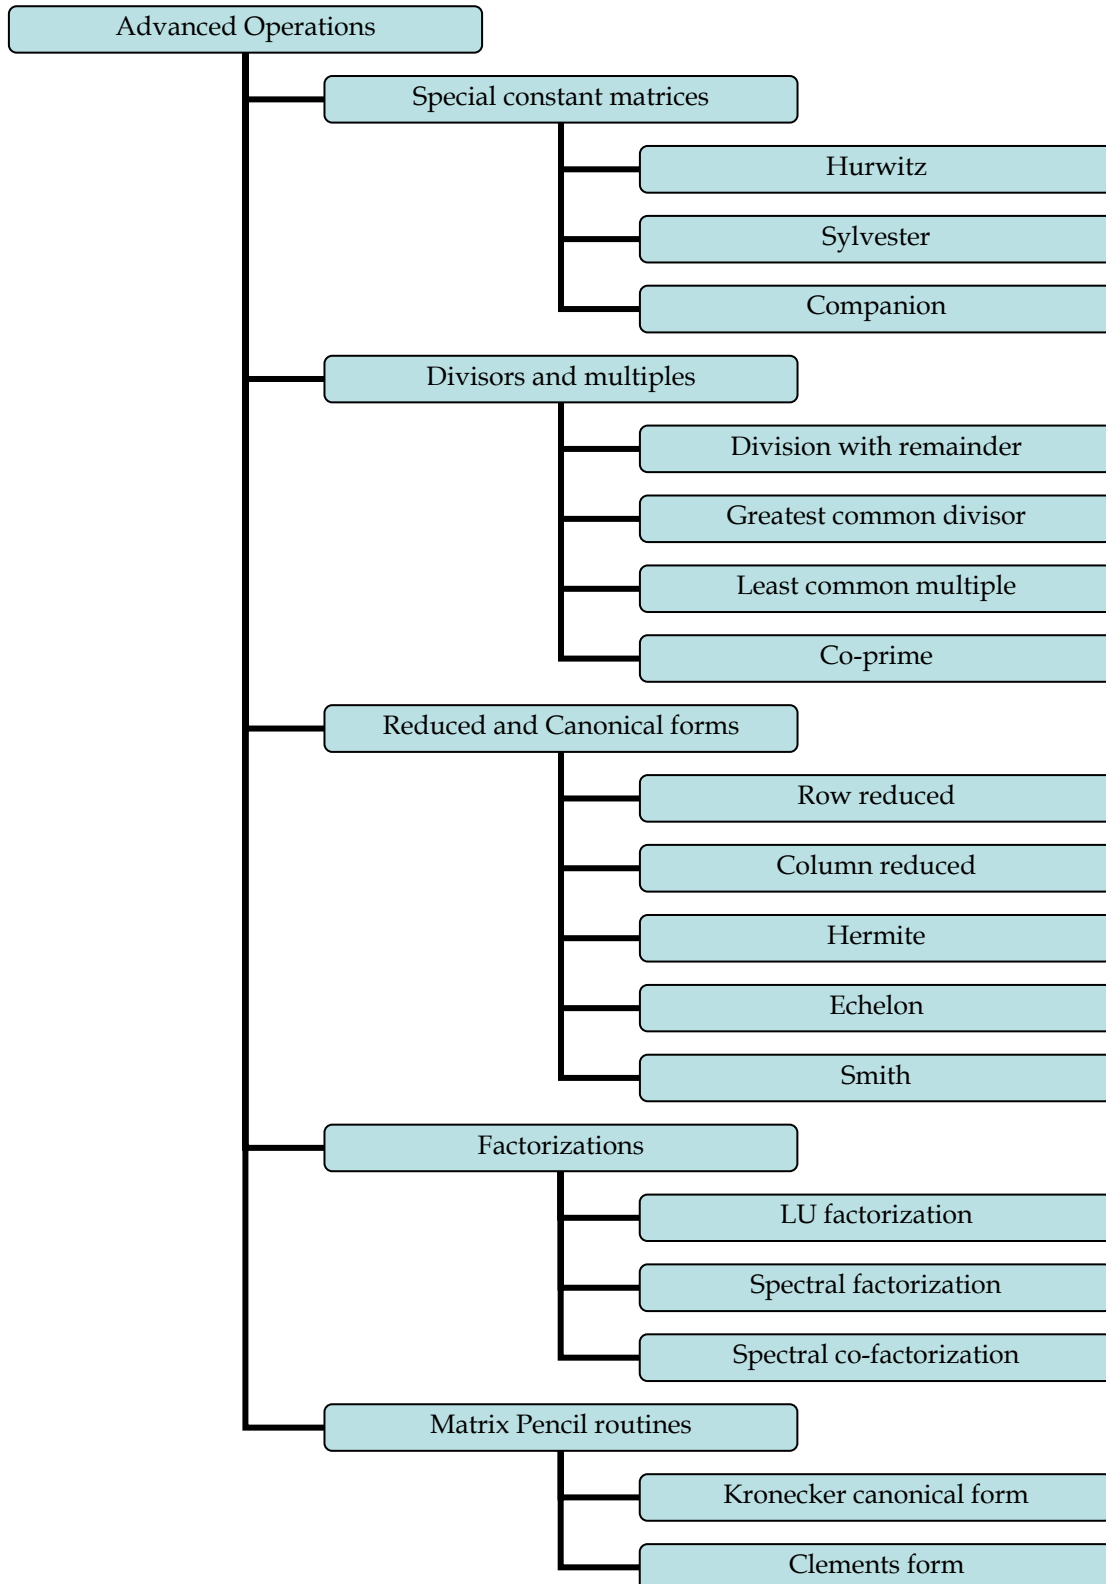 Advanced Operations
Special constant matrices
Hurwitz
Sylvester
Companion
Divisors and multiples
Division with remainder
Greatest common divisor
Least common multiple
Co-prime
Reduced and Canonical forms
Row reduced
Column reduced
Hermite
Echelon
Smith
Factorizations
LU factorization
Spectral factorization
Spectral co-factorization
Matrix Pencil routines
Kronecker canonical form
Clements form